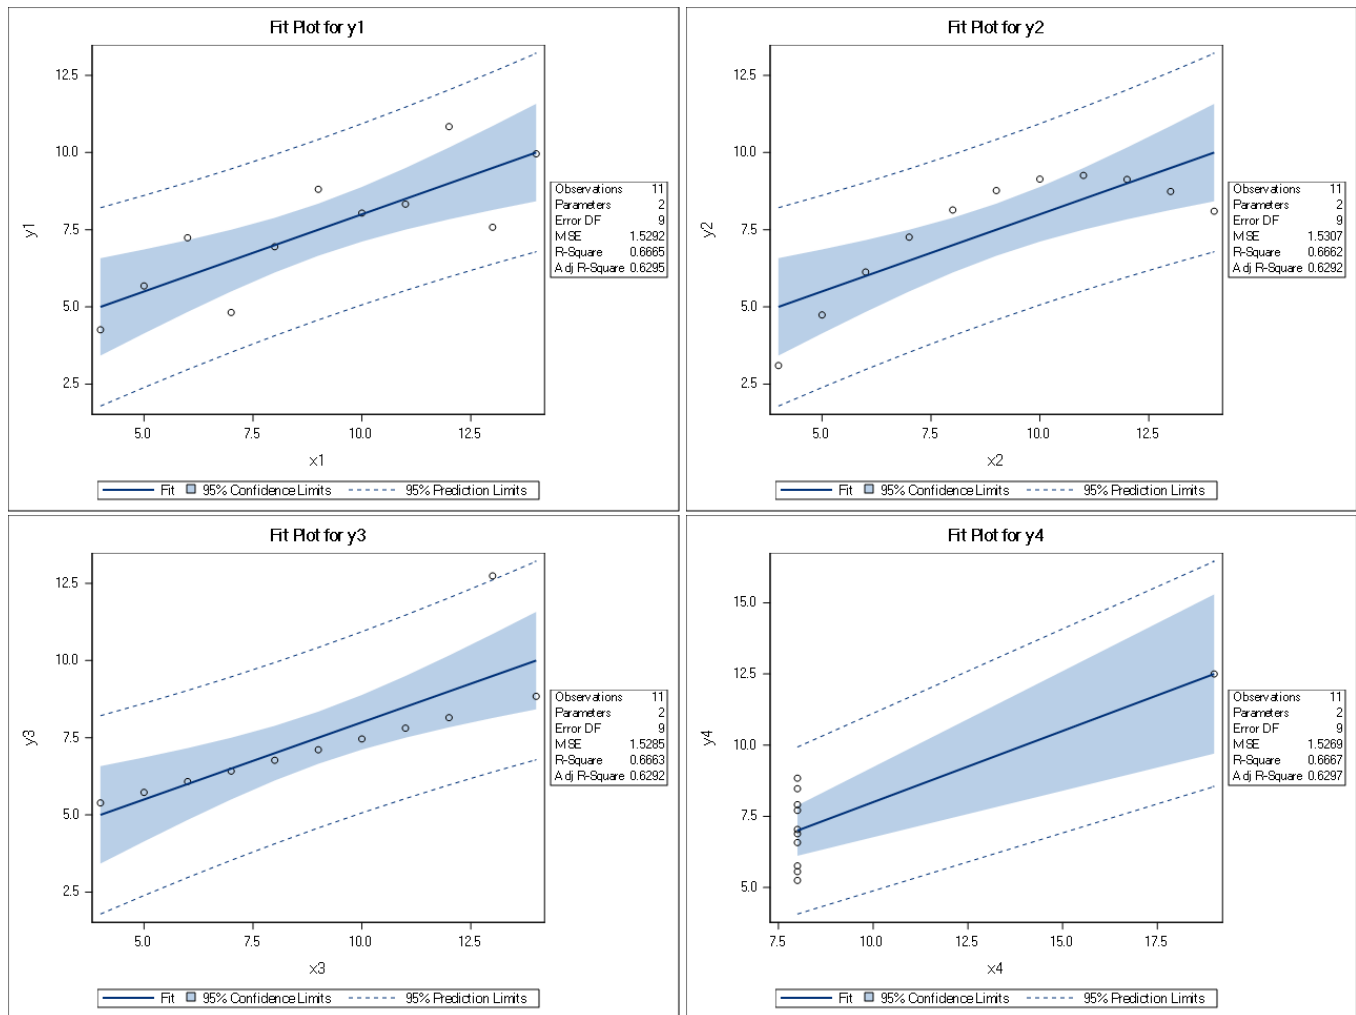 Fit Plot for y1
y1
12.5
10.0
7.5
5.0
2.5
5.0 7.5 10.0 12.5
x1
Observations 11
Parameters 2
Error DF 9
MSE 1.5292
R-Square 0.6665
Adj R-Square 0.6295
Fit 95% Confidence Limits 95% Prediction Limits
Fit Plot for y2
y2
12.5
10.0
7.5
5.0
2.5
5.0 7.5 10.0 12.5
x2
Observations 11
Parameters 2
Error DF 9
MSE 1.5307
R-Square 0.6662
Adj R-Square 0.6292
Fit 95% Confidence Limits 95% Prediction Limits
Fit Plot for y3
y3
12.5
10.0
7.5
5.0
2.5
5.0 7.5 10.0 12.5
x3
Observations 11
Parameters 2
Error DF 9
MSE 1.5285
R-Square 0.6663
Adj R-Square 0.6292
Fit 95% Confidence Limits 95% Prediction Limits
Fit Plot for y4
y4
15.0
12.5
10.0
7.5
5.0
7.5 10.0 12.5 15.0 17.5
x4
Observations 11
Parameters 2
Error DF 9
MSE 1.5269
R-Square 0.6667
Adj R-Square 0.6297
Fit 95% Confidence Limits 95% Prediction Limits